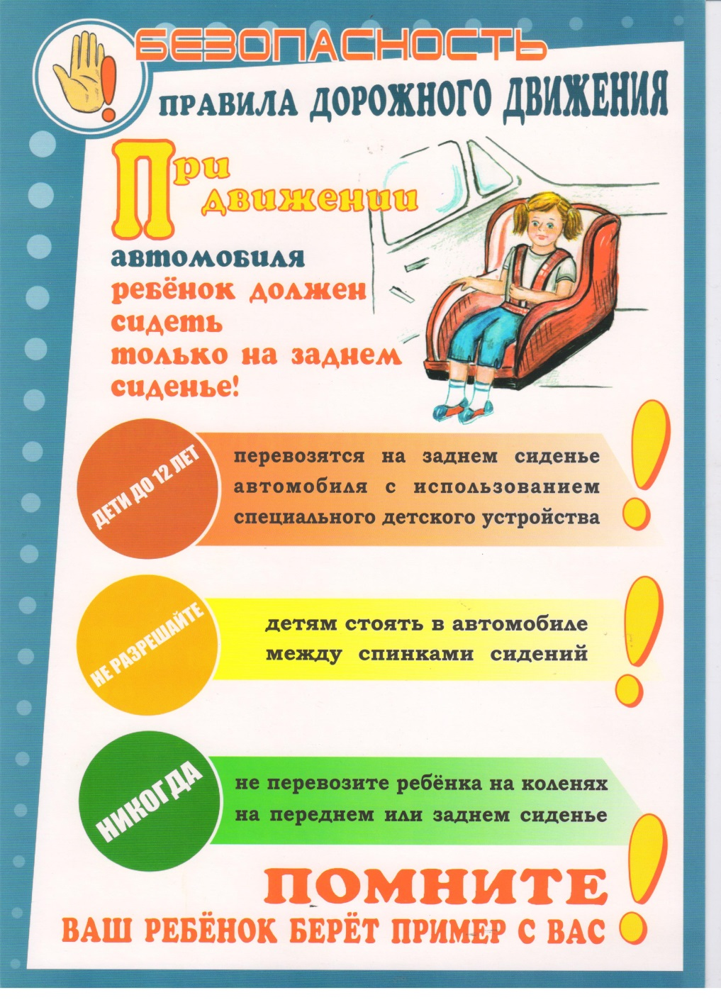 БЕЗОПАСНОСТЬ
ПРАВИЛА ДОРОЖНОГО ДВИЖЕНИЯ
При
движении
автомобиля
ребёнок должен
сидеть
только на заднем
сиденье!
ДЕТИ ДО 12 ЛЕТ
перевозятся на заднем сиденье
автомобиля с использованием
специального детского устройства
НЕ РАЗРЕШАЙТЕ
детям стоять в автомобиле
между спинками сидений
НИКОГДА
не перевозите ребёнка на коленях
на переднем или заднем сиденье
ПОМНИТЕ
ВАШ РЕБЁНОК БЕРЁТ ПРИМЕР С ВАС